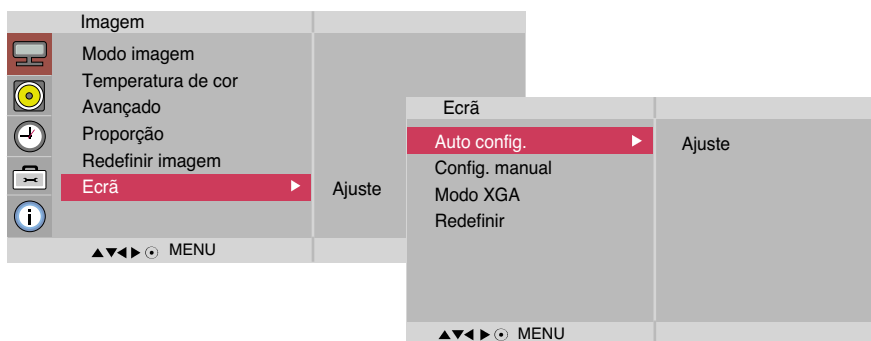 Imagem
Modo imagem
Temperatura de cor
Avançado
Proporção
Redefinir imagem
Ecrã ▶ Ajuste
▲▼◀▶⊙ MENU
Ecrã
Auto config. ▶ Ajuste
Config. manual
Modo XGA
Redefinir
▲▼◀▶⊙ MENU